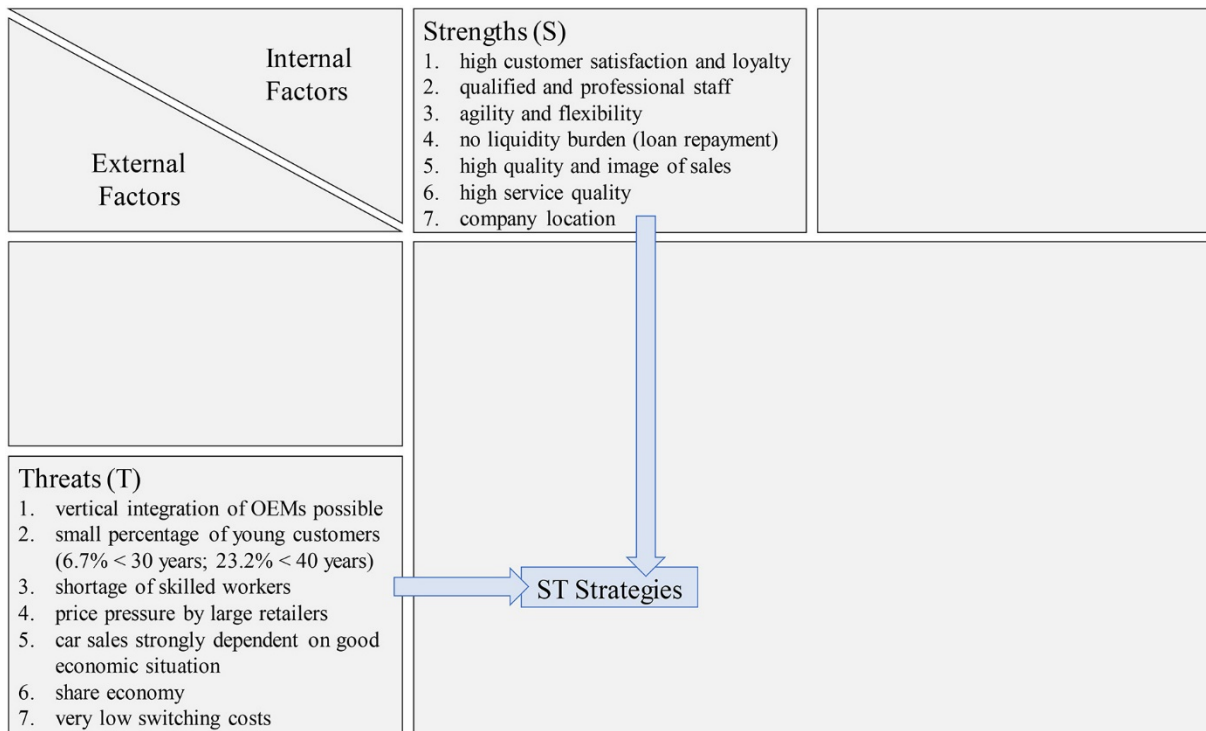 Internal
Factors
External
Factors
Strengths (S)
1. high customer satisfaction and loyalty
2. qualified and professional staff
3. agility and flexibility
4. no liquidity burden (loan repayment)
5. high quality and image of sales
6. high service quality
7. company location
Threats (T)
1. vertical integration of OEMs possible
2. small percentage of young customers
(6.7% < 30 years; 23.2% < 40 years)
3. shortage of skilled workers
4. price pressure by large retailers
5. car sales strongly dependent on good
economic situation
6. share economy
7. very low switching costs
ST Strategies